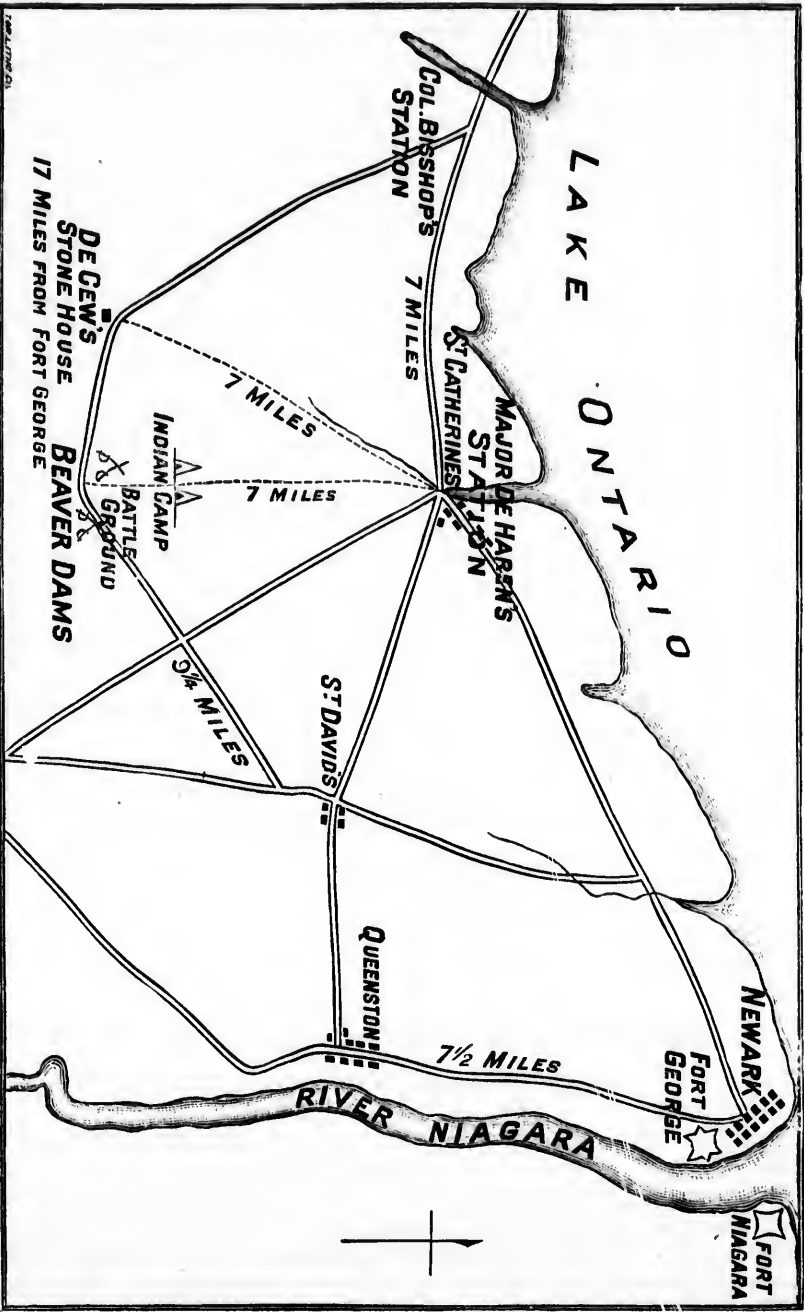 LAKE ONTARIO
COL. BISSHOP'S
STATION
7 MILES
ST CATHERINES
MAJOR DE HAREN'S
STATION
DE CEW'S
STONE HOUSE
17 MILES FROM FORT GEORGE
7 MILES
7 MILES
INDIAN CAMP
BATTLE
GROUND
BEAVER DAMS
9¼ MILES
ST DAVID'S
QUEENSTON
7½ MILES
NEWARK
FORT
GEORGE
RIVER NIAGARA
FORT
NIAGARA